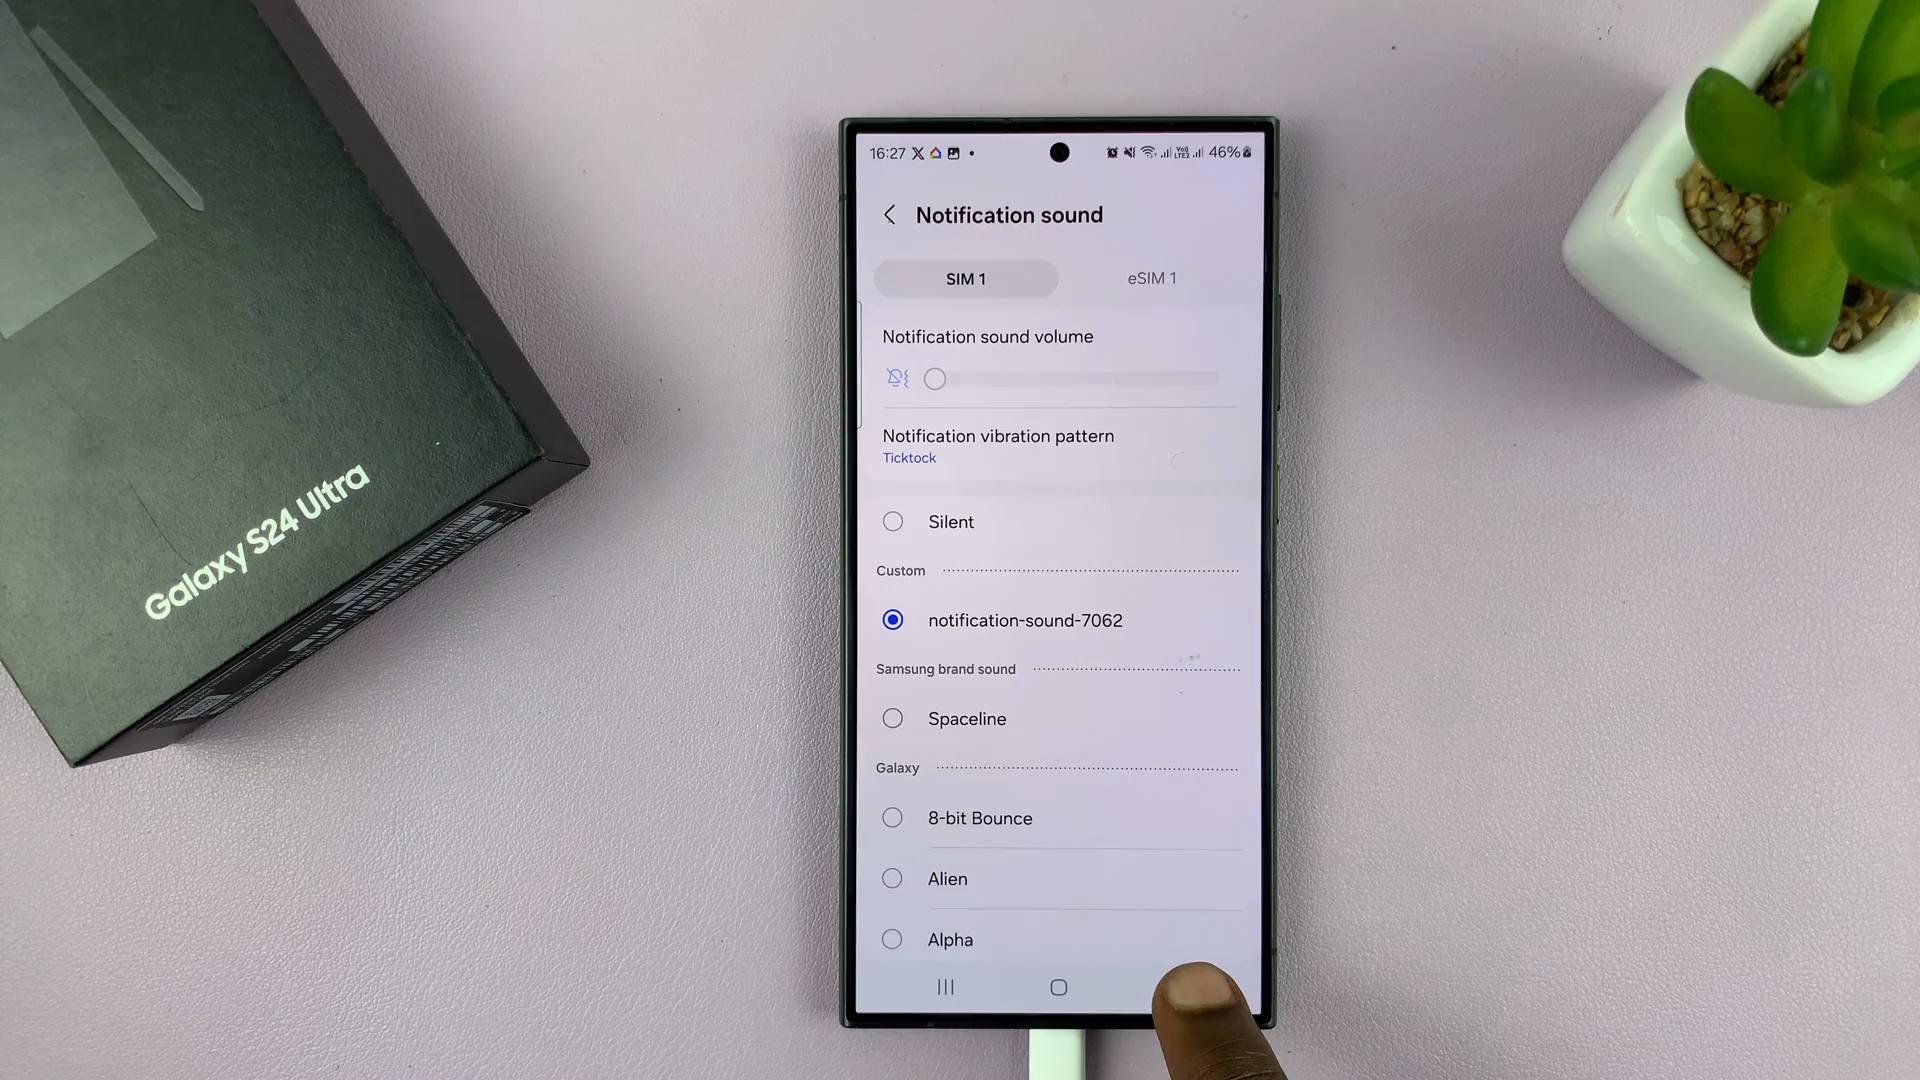 Galaxy S24 Ultra
16:27
46%
Notification sound
SIM 1
eSIM 1
Notification sound volume
Notification vibration pattern
Ticktock
Silent
Custom
notification-sound-7062
Samsung brand sound
Spaceline
Galaxy
8-bit Bounce
Alien
Alpha